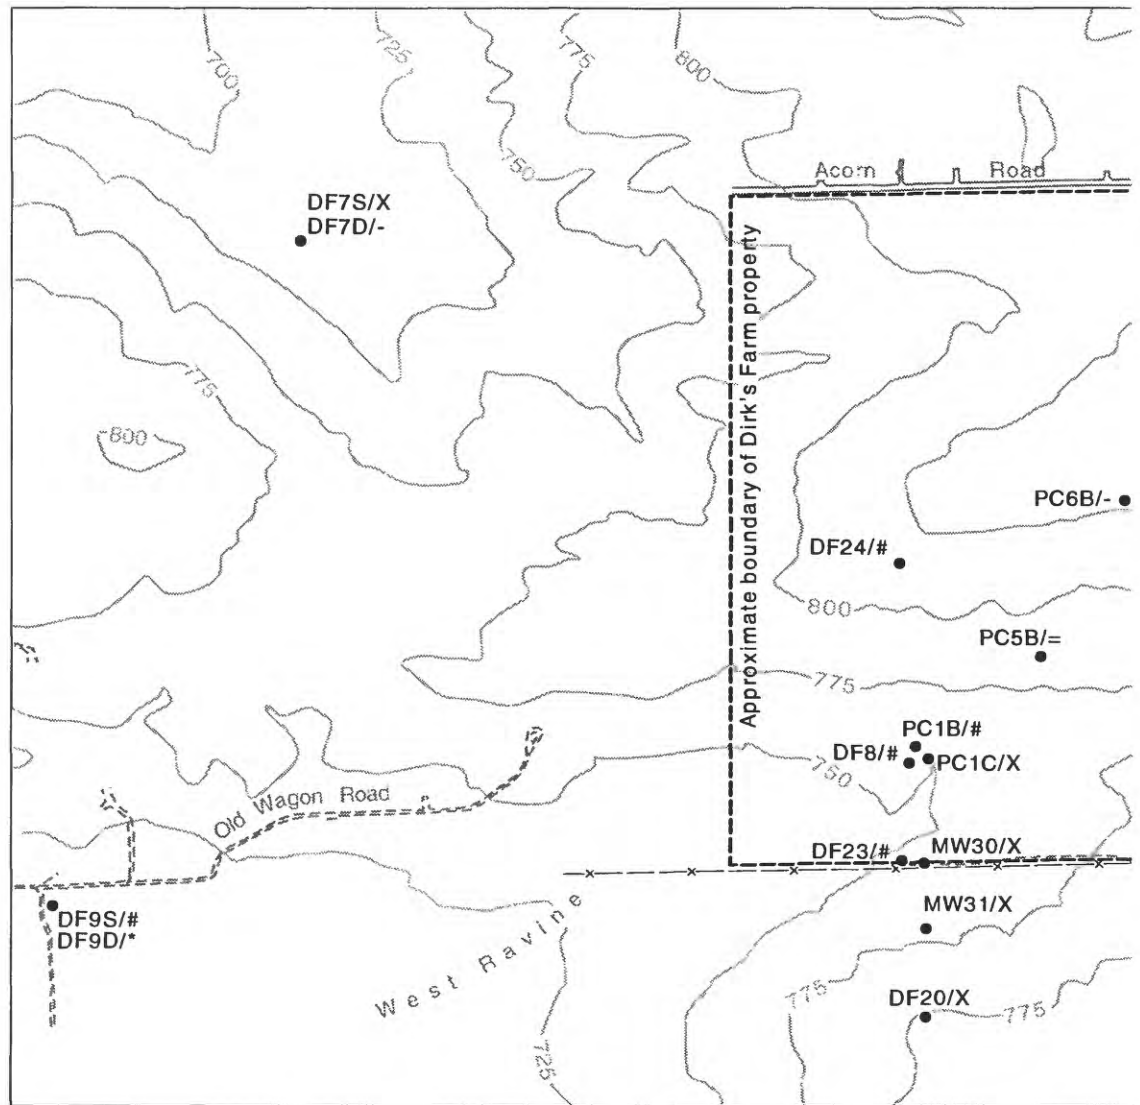 700
725
775
800
750
Acorn Road
DF7S/X
DF7D/-
Approximate boundary of Dirk's Farm property
775
800
PC6B/-
DF24/#
800
PC5B/=
775
PC1B/#
DF8/#
PC1C/X
750
Old Wagon Road
DF23/#
MW30/X
DF9S/#
DF9D/*
MW31/X
West Ravine
775
DF20/X
775
725